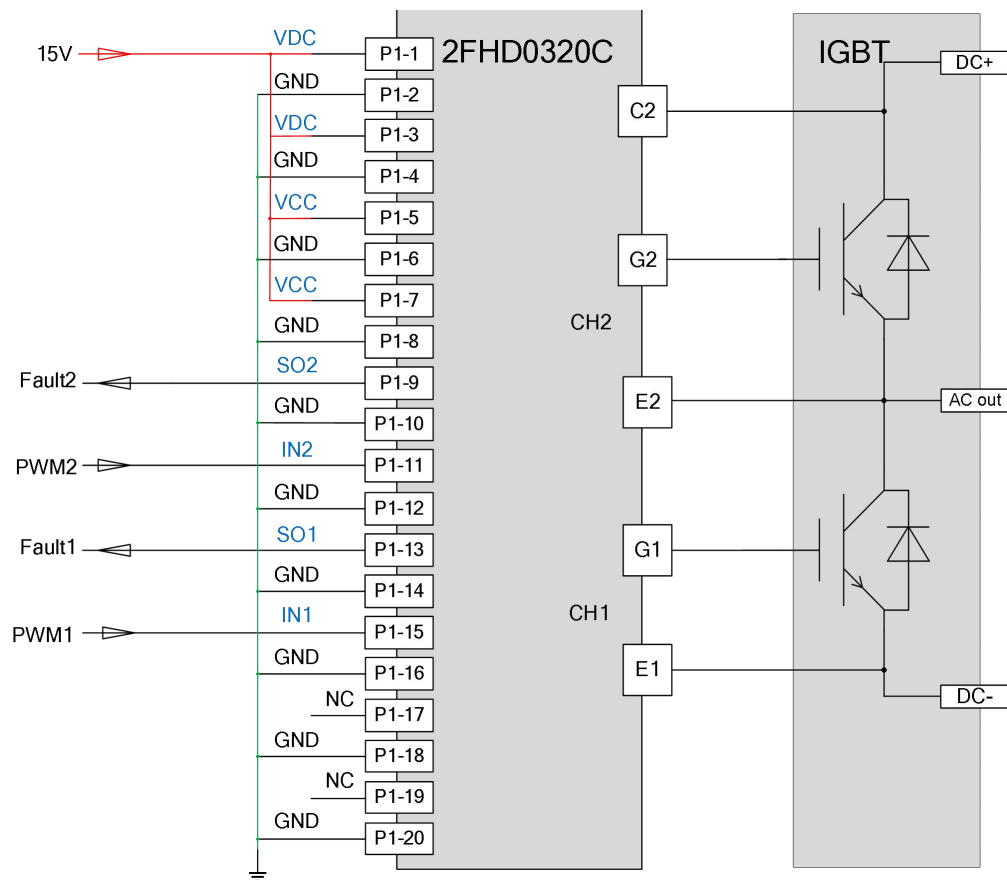 2FHD0320C
IGBT
15V
VDC
P1-1
GND
P1-2
VDC
P1-3
GND
P1-4
VCC
P1-5
GND
P1-6
VCC
P1-7
GND
P1-8
Fault2
SO2
P1-9
GND
P1-10
PWM2
IN2
P1-11
GND
P1-12
Fault1
SO1
P1-13
GND
P1-14
PWM1
IN1
P1-15
GND
P1-16
NC
P1-17
GND
P1-18
NC
P1-19
GND
P1-20
C2
G2
CH2
E2
G1
CH1
E1
DC+
AC out
DC-